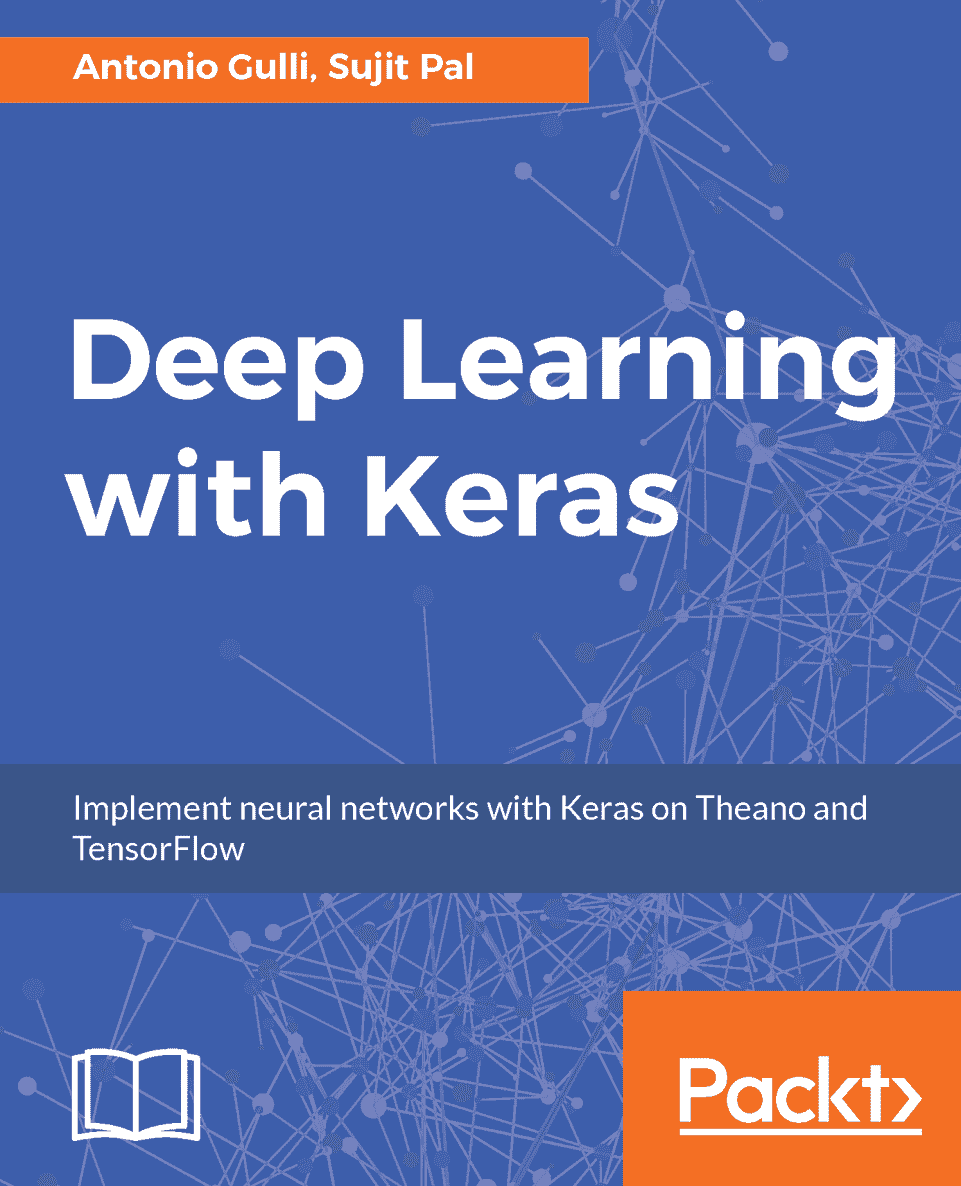 Antonio Gulli, Sujit Pal
Deep Learning
with Keras
Implement neural networks with Keras on Theano and
TensorFlow
Packt